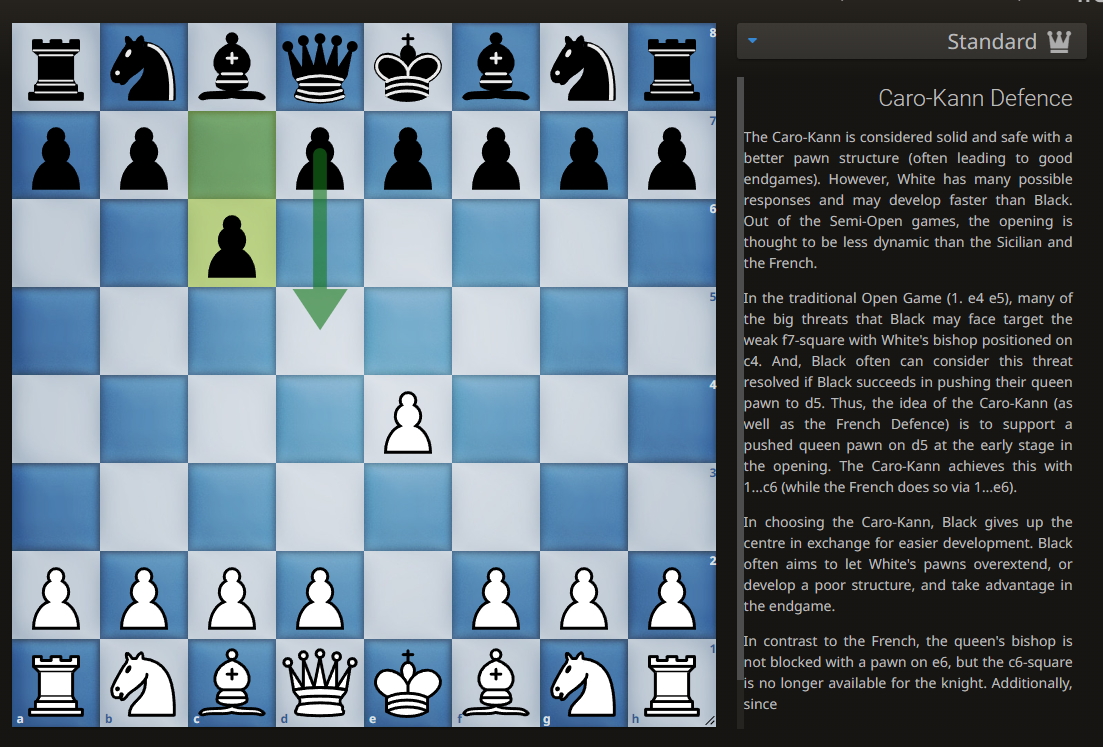 8
7
6
5
4
3
2
1
a b c d e f g h
Standard
Caro-Kann Defence
The Caro-Kann is considered solid and safe with a
better pawn structure (often leading to good
endgames). However, White has many possible
responses and may develop faster than Black.
Out of the Semi-Open games, the opening is
thought to be less dynamic than the Sicilian and
the French.
In the traditional Open Game (1. e4 e5), many of
the big threats that Black may face target the
weak f7-square with White's bishop positioned on
c4. And, Black often can consider this threat
resolved if Black succeeds in pushing their queen
pawn to d5. Thus, the idea of the Caro-Kann (as
well as the French Defence) is to support a
pushed queen pawn on d5 at the early stage in
the opening. The Caro-Kann achieves this with
1...c6 (while the French does so via 1...e6).
In choosing the Caro-Kann, Black gives up the
centre in exchange for easier development. Black
often aims to let White's pawns overextend, or
develop a poor structure, and take advantage in
the endgame.
In contrast to the French, the queen's bishop is
not blocked with a pawn on e6, but the c6-square
is no longer available for the knight. Additionally,
since